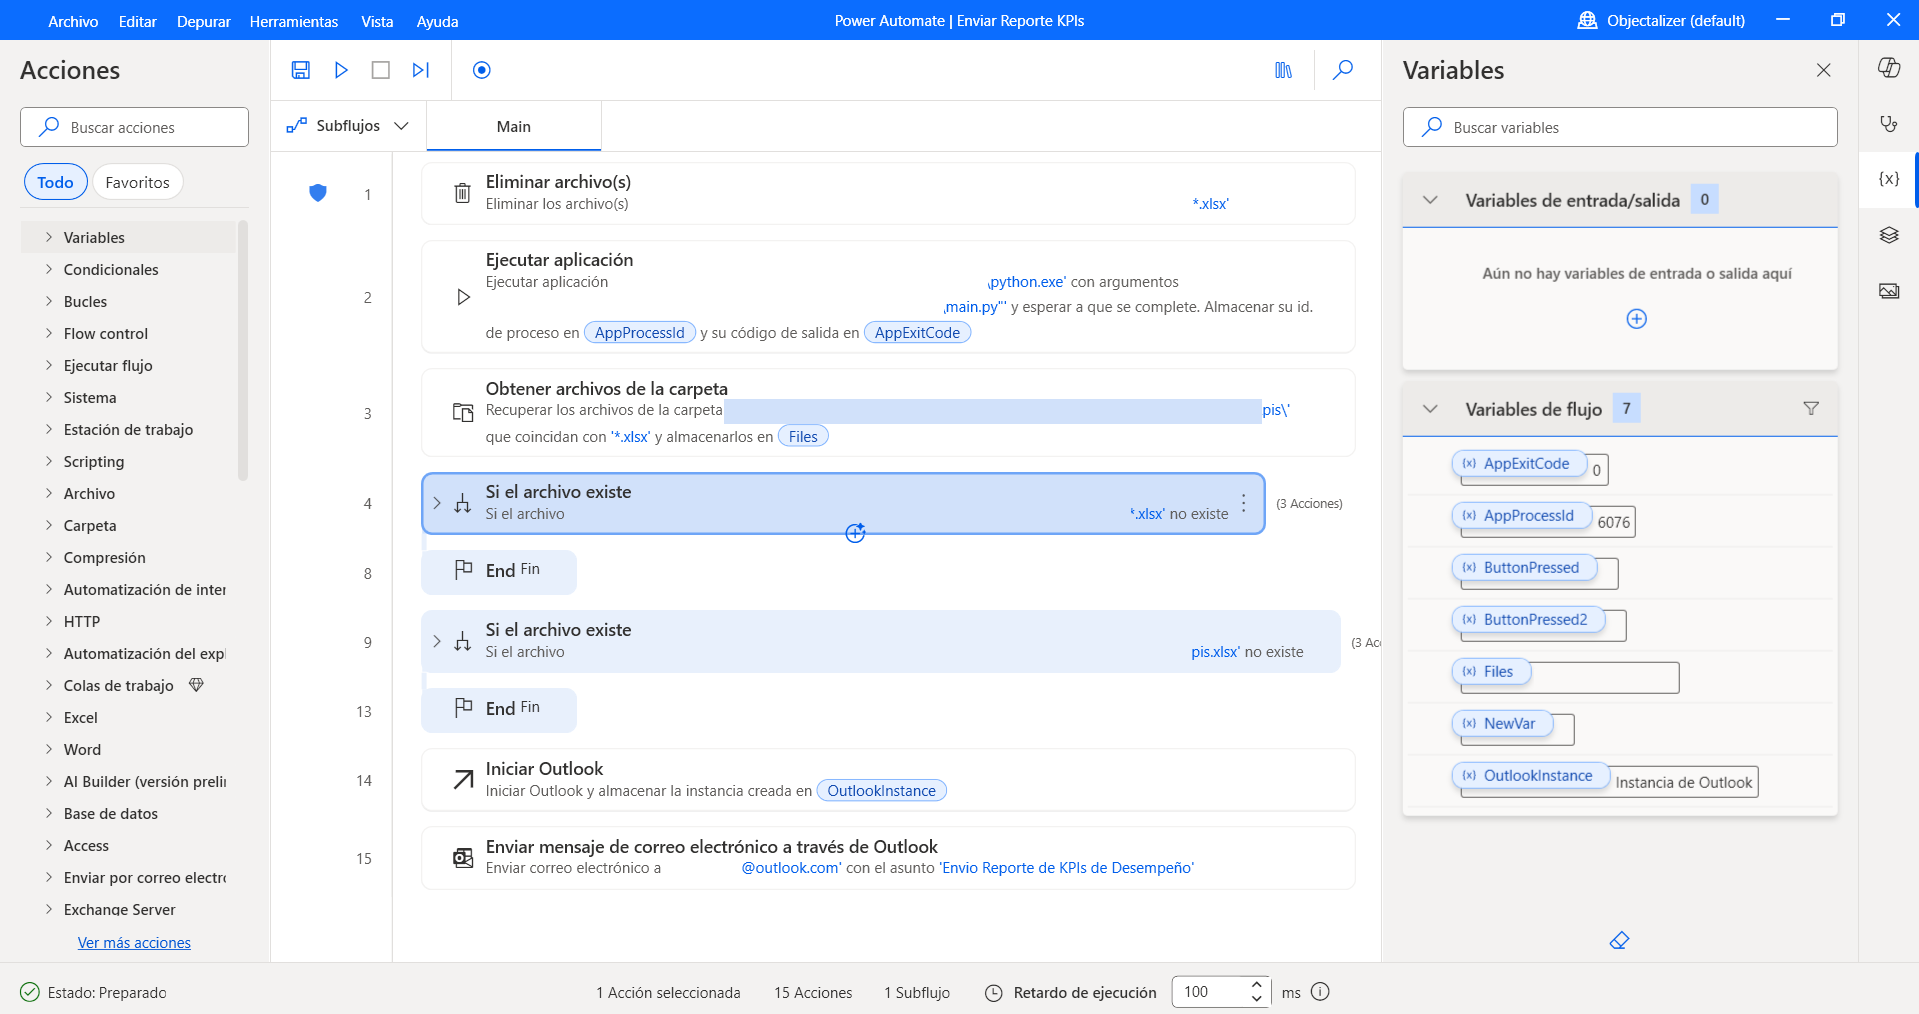 Archivo Editar Depurar Herramientas Vista Ayuda
Power Automate | Enviar Reporte KPIs
Objectalizer (default)
Acciones
Buscar acciones
Todo Favoritos
Variables
Condicionales
Bucles
Flow control
Ejecutar flujo
Sistema
Estación de trabajo
Scripting
Archivo
Carpeta
Compresión
Automatización de inter
HTTP
Automatización del expl
Colas de trabajo
Excel
Word
AI Builder (versión prelin
Base de datos
Access
Enviar por correo electro
Exchange Server
Ver más acciones
Subflujos
Main
1
Eliminar archivo(s)
Eliminar los archivo(s) *.xlsx'
2
Ejecutar aplicación
Ejecutar aplicación \python.exe' con argumentos
main.py"' y esperar a que se complete. Almacenar su id.
de proceso en AppProcessId y su código de salida en AppExitCode
3
Obtener archivos de la carpeta
Recuperar los archivos de la carpeta pis\'
que coincidan con '*.xlsx' y almacenarlos en Files
4
Si el archivo existe
Si el archivo *.xlsx' no existe
(3 Acciones)
8
End Fin
9
Si el archivo existe
Si el archivo pis.xlsx' no existe
(3 Acc
13
End Fin
14
Iniciar Outlook
Iniciar Outlook y almacenar la instancia creada en OutlookInstance
15
Enviar mensaje de correo electrónico a través de Outlook
Enviar correo electrónico a @outlook.com' con el asunto 'Envio Reporte de KPIs de Desempeño'
Variables
Buscar variables
Variables de entrada/salida 0
Aún no hay variables de entrada o salida aquí
Variables de flujo 7
(x) AppExitCode 0
(x) AppProcessId 6076
(x) ButtonPressed
(x) ButtonPressed2
(x) Files
(x) NewVar
(x) OutlookInstance Instancia de Outlook
{x}
Estado: Preparado
1 Acción seleccionada
15 Acciones
1 Subflujo
Retardo de ejecución 100 ms